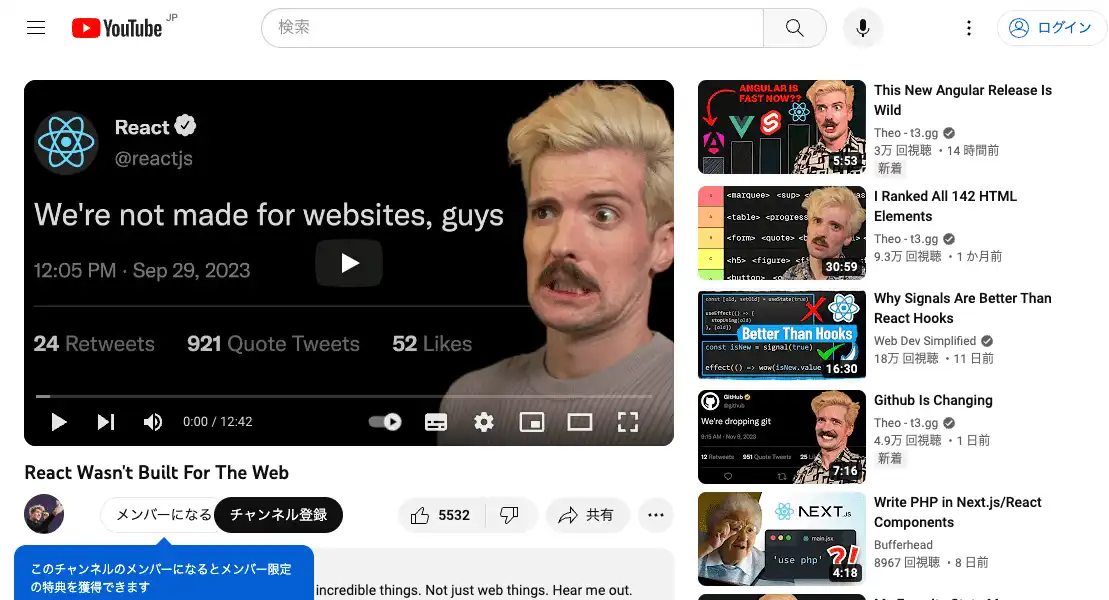 YouTube JP
検索
ログイン
React
@reactjs
We're not made for websites, guys
12:05 PM · Sep 29, 2023
24 Retweets 921 Quote Tweets 52 Likes
0:00 / 12:42
React Wasn't Built For The Web
メンバーになる
チャンネル登録
5532
共有
このチャンネルのメンバーになるとメンバー限定
の特典を獲得できます
incredible things. Not just web things. Hear me out.
ANGULAR IS
FAST NOW??
5:53
This New Angular Release Is
Wild
Theo - t3.gg
3万 回視聴 ・14 時間前
新着
<marquee> <sup>
<table> <progress
<form> <quote>
<h5> <figure>
<button>
30:59
I Ranked All 142 HTML
Elements
Theo - t3.gg
9.3万 回視聴 ・1 か月前
const [old, setOld] = useState(true)
useEffect(() => {
stopUsing(old)
}, [old])
Better Than Hooks
const isNew = signal(true)
effect(() => wow(isNew.value
16:30
Why Signals Are Better Than
React Hooks
Web Dev Simplified
18万 回視聴 ・11 日前
GitHub
@github
We're dropping git
9:15 AM · Nov 9, 2023
12 Retweets 951 Quote Tweets
7:16
Github Is Changing
Theo - t3.gg
4.9万 回視聴 ・1 日前
新着
NEXT.JS
main.jsx
'use php'
?!
4:18
Write PHP in Next.js/React
Components
Bufferhead
8967 回視聴 ・8 日前